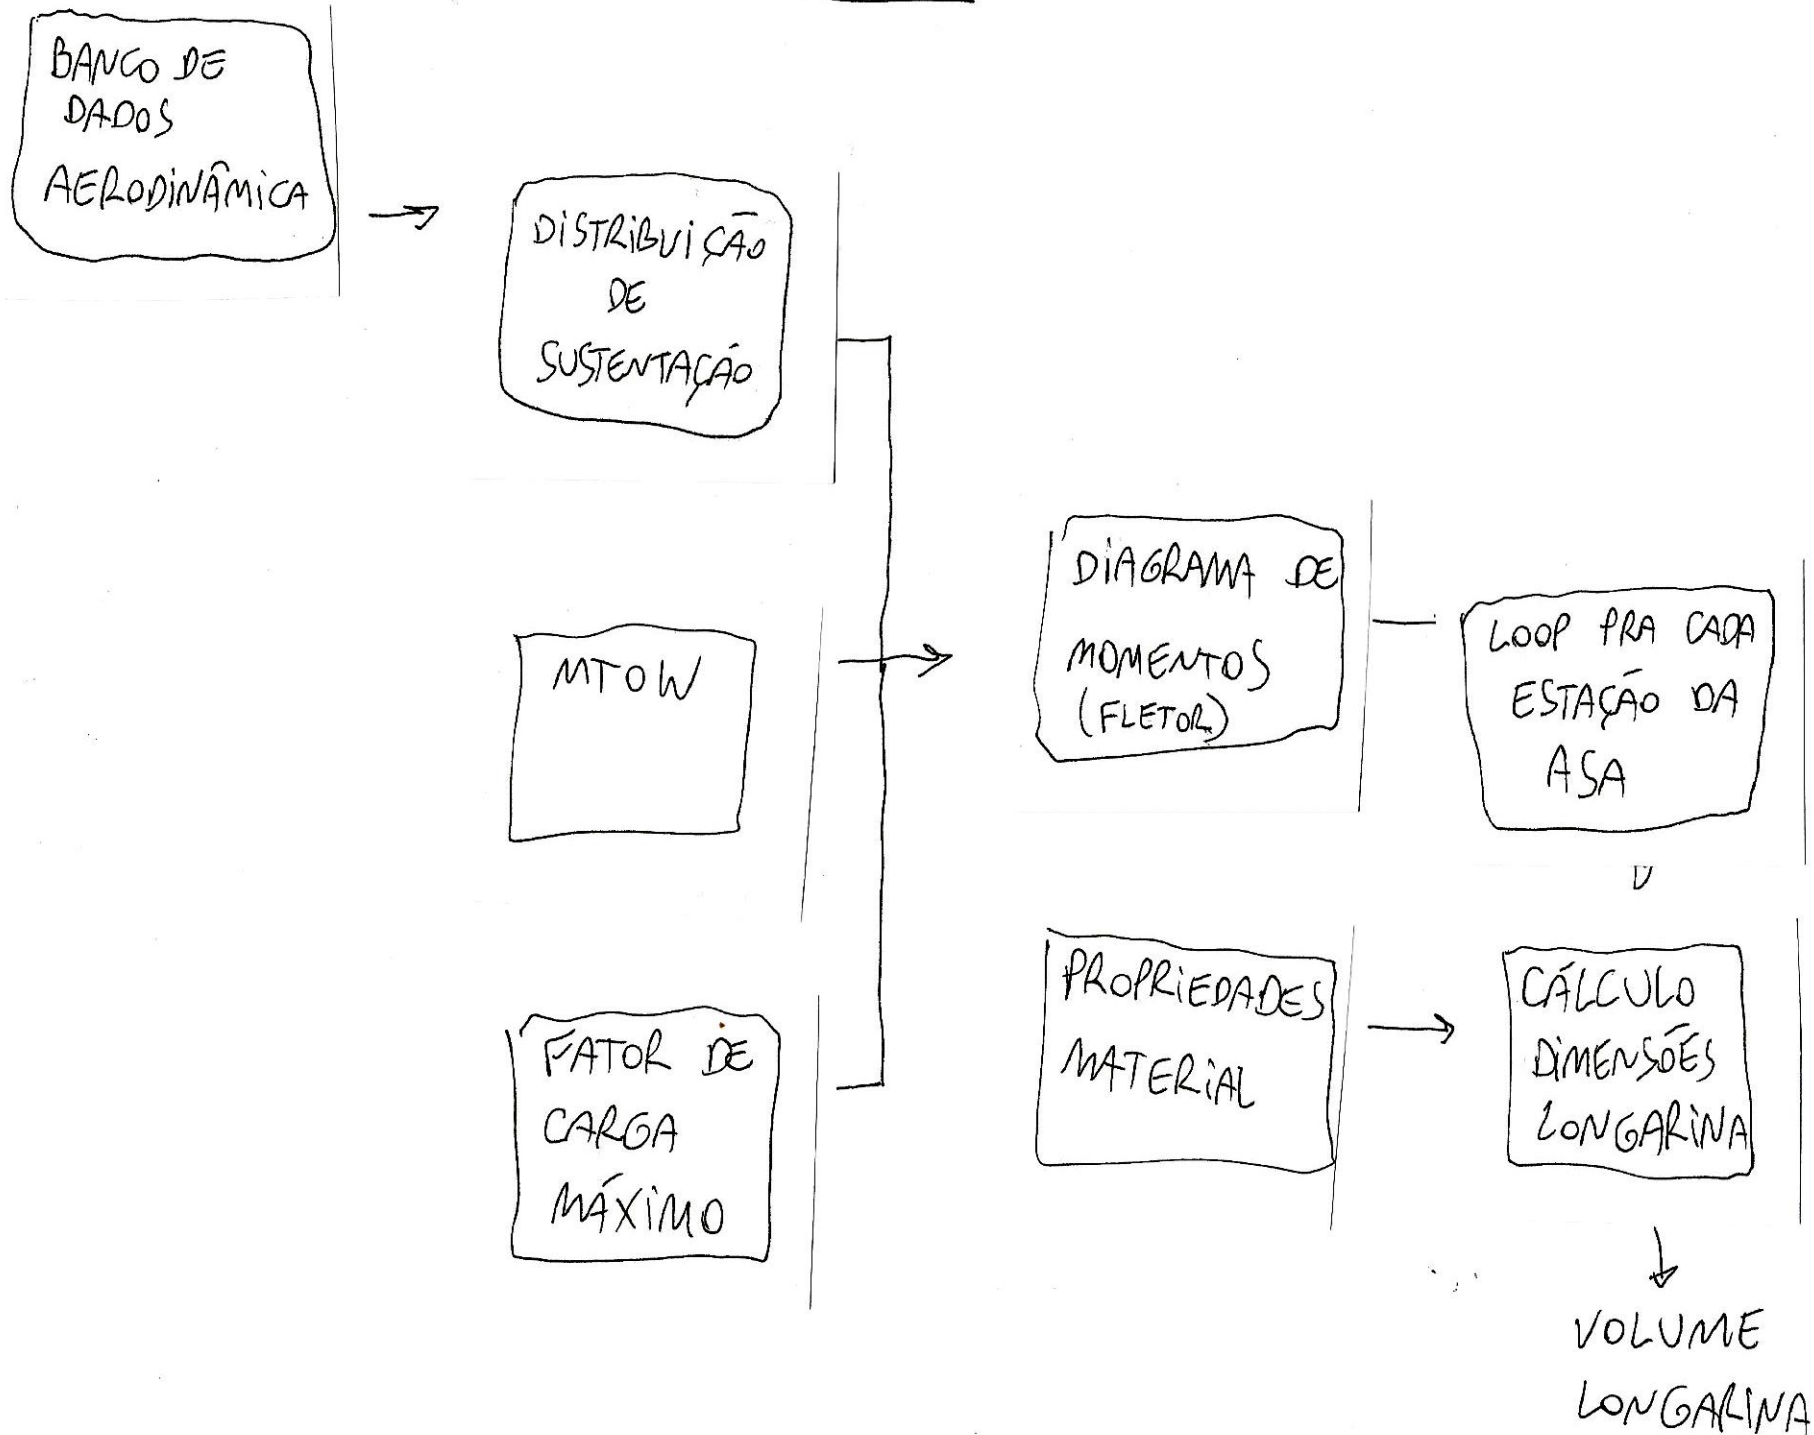 BANCO DE
DADOS
AERODINÂMICA
DISTRIBUIÇÃO
DE
SUSTENTAÇÃO
MTOW
FATOR DE
CARGA
MÁXIMO
DIAGRAMA DE
MOMENTOS
(FLETOR)
LOOP PRA CADA
ESTAÇÃO DA
ASA
PROPRIEDADES
MATERIAL
CÁLCULO
DIMENSÕES
LONGARINA
VOLUME
LONGARINA